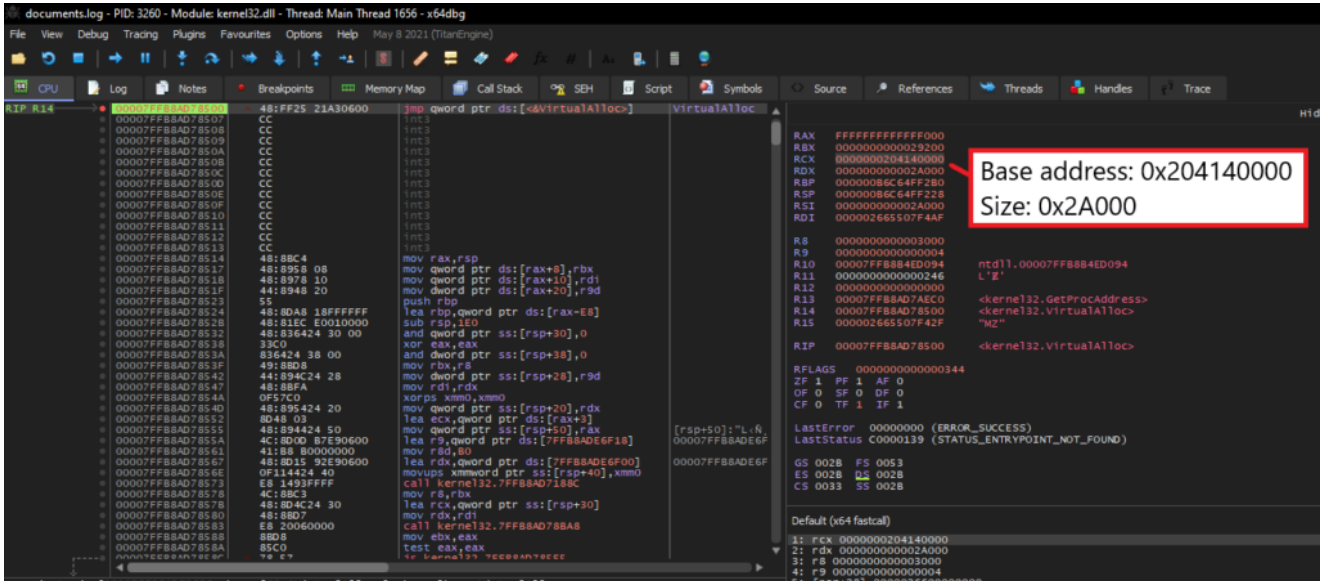 documents.log - PID: 3260 - Module: kernel32.dll - Thread: Main Thread 1656 - x64dbg
File View Debug Tracing Plugins Favourites Options Help May 8 2021 (TitanEngine)
CPU Log Notes Breakpoints Memory Map Call Stack SEH Script Symbols Source References Threads Handles Trace
RIP R14 00007FFB8AD78500 48:FF25 21A30600 jmp qword ptr ds:[<&VirtualAlloc>] VirtualAlloc
00007FFB8AD78507 CC int3
00007FFB8AD78508 CC int3
00007FFB8AD78509 CC int3
00007FFB8AD7850A CC int3
00007FFB8AD7850B CC int3
00007FFB8AD7850C CC int3
00007FFB8AD7850D CC int3
00007FFB8AD7850E CC int3
00007FFB8AD7850F CC int3
00007FFB8AD78510 CC int3
00007FFB8AD78511 CC int3
00007FFB8AD78512 CC int3
00007FFB8AD78513 CC int3
00007FFB8AD78514 48:8BC4 mov rax,rsp
00007FFB8AD78517 48:8958 08 mov qword ptr ds:[rax+8],rbx
00007FFB8AD7851B 48:8978 10 mov qword ptr ds:[rax+10],rdi
00007FFB8AD7851F 44:8948 20 mov dword ptr ds:[rax+20],r9d
00007FFB8AD78523 55 push rbp
00007FFB8AD78524 48:8DA8 18FFFFFF lea rbp,qword ptr ds:[rax-E8]
00007FFB8AD7852B 48:81EC E0010000 sub rsp,1E0
00007FFB8AD78532 48:836424 30 00 and qword ptr ss:[rsp+30],0
00007FFB8AD78538 33C0 xor eax,eax
00007FFB8AD7853A 836424 38 00 and dword ptr ss:[rsp+38],0
00007FFB8AD7853F 49:8BD8 mov rbx,r8
00007FFB8AD78542 44:894C24 28 mov dword ptr ss:[rsp+28],r9d
00007FFB8AD78547 48:8BFA mov rdi,rdx
00007FFB8AD7854A 0F57C0 xorps xmm0,xmm0
00007FFB8AD7854D 48:895424 20 mov qword ptr ss:[rsp+20],rdx
00007FFB8AD78552 8D48 03 lea ecx,qword ptr ds:[rax+3]
00007FFB8AD78555 48:894424 50 mov qword ptr ss:[rsp+50],rax [rsp+50]:"L‹Ñ,
00007FFB8AD7855A 4C:8D0D B7E90600 lea r9,qword ptr ds:[7FFB8ADE6F18] 00007FFB8ADE6F
00007FFB8AD78561 41:B8 B0000000 mov r8d,B0
00007FFB8AD78567 48:8D15 92E90600 lea rdx,qword ptr ds:[7FFB8ADE6F00] 00007FFB8ADE6F
00007FFB8AD7856E 0F114424 40 movups xmmword ptr ss:[rsp+40],xmm0
00007FFB8AD78573 E8 1493FFFF call kernel32.7FFB8AD7188C
00007FFB8AD78578 4C:8BC3 mov r8,rbx
00007FFB8AD7857B 48:8D4C24 30 lea rcx,qword ptr ss:[rsp+30]
00007FFB8AD78580 48:8BD7 mov rdx,rdi
00007FFB8AD78583 E8 20060000 call kernel32.7FFB8AD78BA8
00007FFB8AD78588 8BD8 mov ebx,eax
00007FFB8AD7858A 85C0 test eax,eax
Hid
RAX FFFFFFFFFFFFF000
RBX 0000000000029200
RCX 0000000204140000
RDX 000000000002A000
RBP 000000B6C64FF2B0
RSP 000000B6C64FF228
RSI 000000000002A000
RDI 000002665507F4AF
Base address: 0x204140000
Size: 0x2A000
R8 0000000000003000
R9 0000000000000004
R10 00007FFB8B4ED094 ntdll.00007FFB8B4ED094
R11 0000000000000246
R12 0000000000000000
R13 00007FFB8AD7AEC0 <kernel32.GetProcAddress>
R14 00007FFB8AD78500 <kernel32.VirtualAlloc>
R15 000002665507F42F "MZ"
RIP 00007FFB8AD78500 <kernel32.VirtualAlloc>
RFLAGS 0000000000000344
ZF 1 PF 1 AF 0
OF 0 SF 0 DF 0
CF 0 TF 1 IF 1
LastError 00000000 (ERROR_SUCCESS)
LastStatus C0000139 (STATUS_ENTRYPOINT_NOT_FOUND)
GS 002B FS 0053
ES 002B DS 002B
CS 0033 SS 002B
Default (x64 fastcall)
1: rcx 0000000204140000
2: rdx 000000000002A000
3: r8 0000000000003000
4: r9 0000000000000004